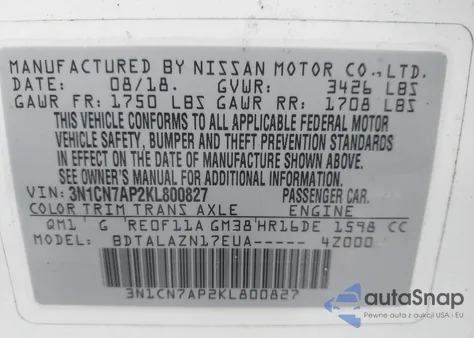 MANUFACTURED BY NISSAN MOTOR CO., LTD.
DATE: 08/18. GVWR: 3426 LBS
GAWR FR: 1750 LBS GAWR RR: 1708 LBS
THIS VEHICLE CONFORMS TO ALL APPLICABLE FEDERAL MOTOR
VEHICLE SAFETY, BUMPER AND THEFT PREVENTION STANDARDS
IN EFFECT ON THE DATE OF MANUFACTURE SHOWN ABOVE.
SEE OWNER'S MANUAL FOR ADDITIONAL INFORMATION.
VIN: 3N1CN7AP2KL800827 PASSENGER CAR.
COLOR TRIM TRANS AXLE ENGINE
QM1 G RE0F11A GM38 HR16DE 1598 CC
MODEL: BDTALAZN17EUA----- 4Z000
3N1CN7AP2KL800827
autoSnap
Pewne auto z aukcji USA i EU